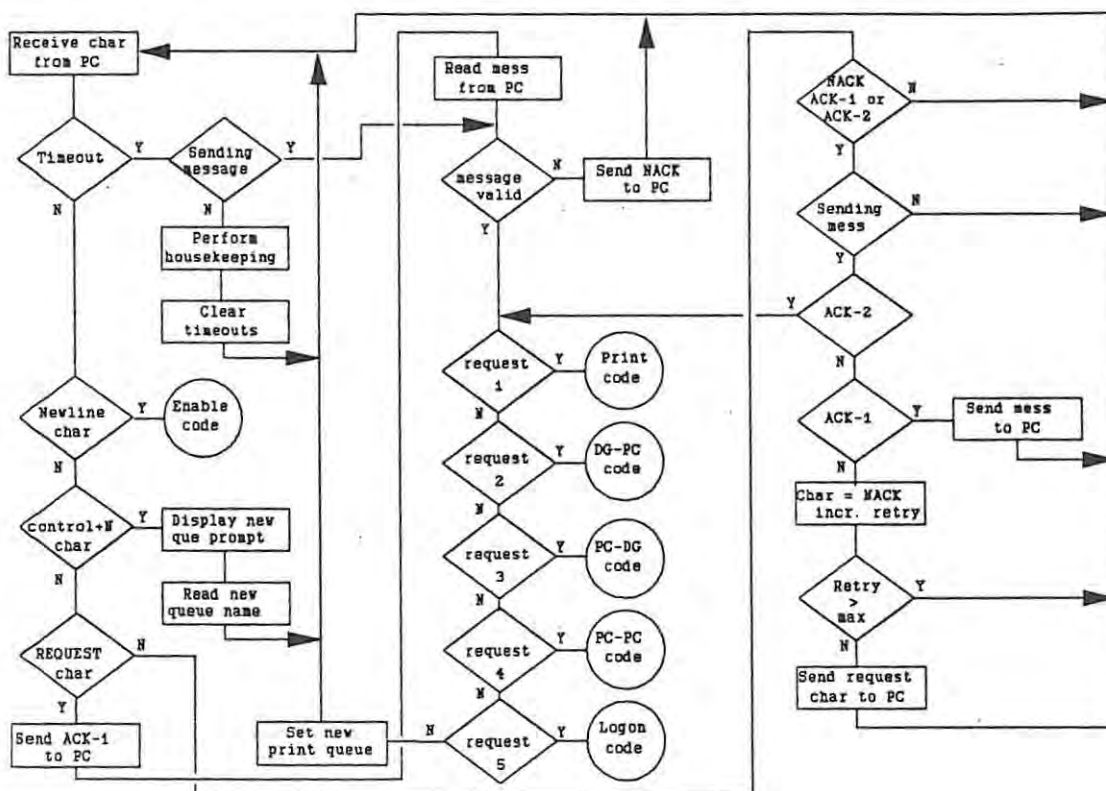 Receive char
from PC
Timeout
Y
N
Sending
message
Y
N
Perform
housekeeping
Clear
timeouts
Newline
char
Y
N
Enable
code
control+N
char
Y
N
Display new
que prompt
Read new
queue name
REQUEST
char
N
Y
Send ACK-1
to PC
Set new
print queue
Read mess
from PC
message
valid
N
Y
Send NACK
to PC
request
1
Y
N
Print
code
request
2
Y
N
DG-PC
code
request
3
Y
N
PC-DG
code
request
4
Y
N
PC-PC
code
request
5
N
Y
Logon
code
NACK
ACK-1 or
ACK-2
N
Y
Sending
mess
N
Y
ACK-2
Y
N
ACK-1
Y
N
Send mess
to PC
Char = NACK
incr. retry
Retry
>
max
Y
N
Send request
char to PC